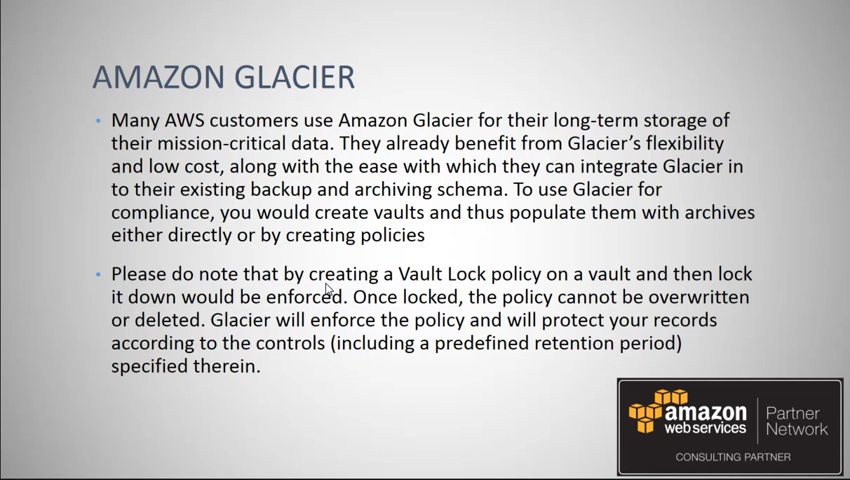 AMAZON GLACIER
• Many AWS customers use Amazon Glacier for their long-term storage of
their mission-critical data. They already benefit from Glacier's flexibility
and low cost, along with the ease with which they can integrate Glacier in
to their existing backup and archiving schema. To use Glacier for
compliance, you would create vaults and thus populate them with archives
either directly or by creating policies
• Please do note that by creating a Vault Lock policy on a vault and then lock
it down would be enforced. Once locked, the policy cannot be overwritten
or deleted. Glacier will enforce the policy and will protect your records
according to the controls (including a predefined retention period)
specified therein.
amazon
webservices
Partner
Network
CONSULTING PARTNER